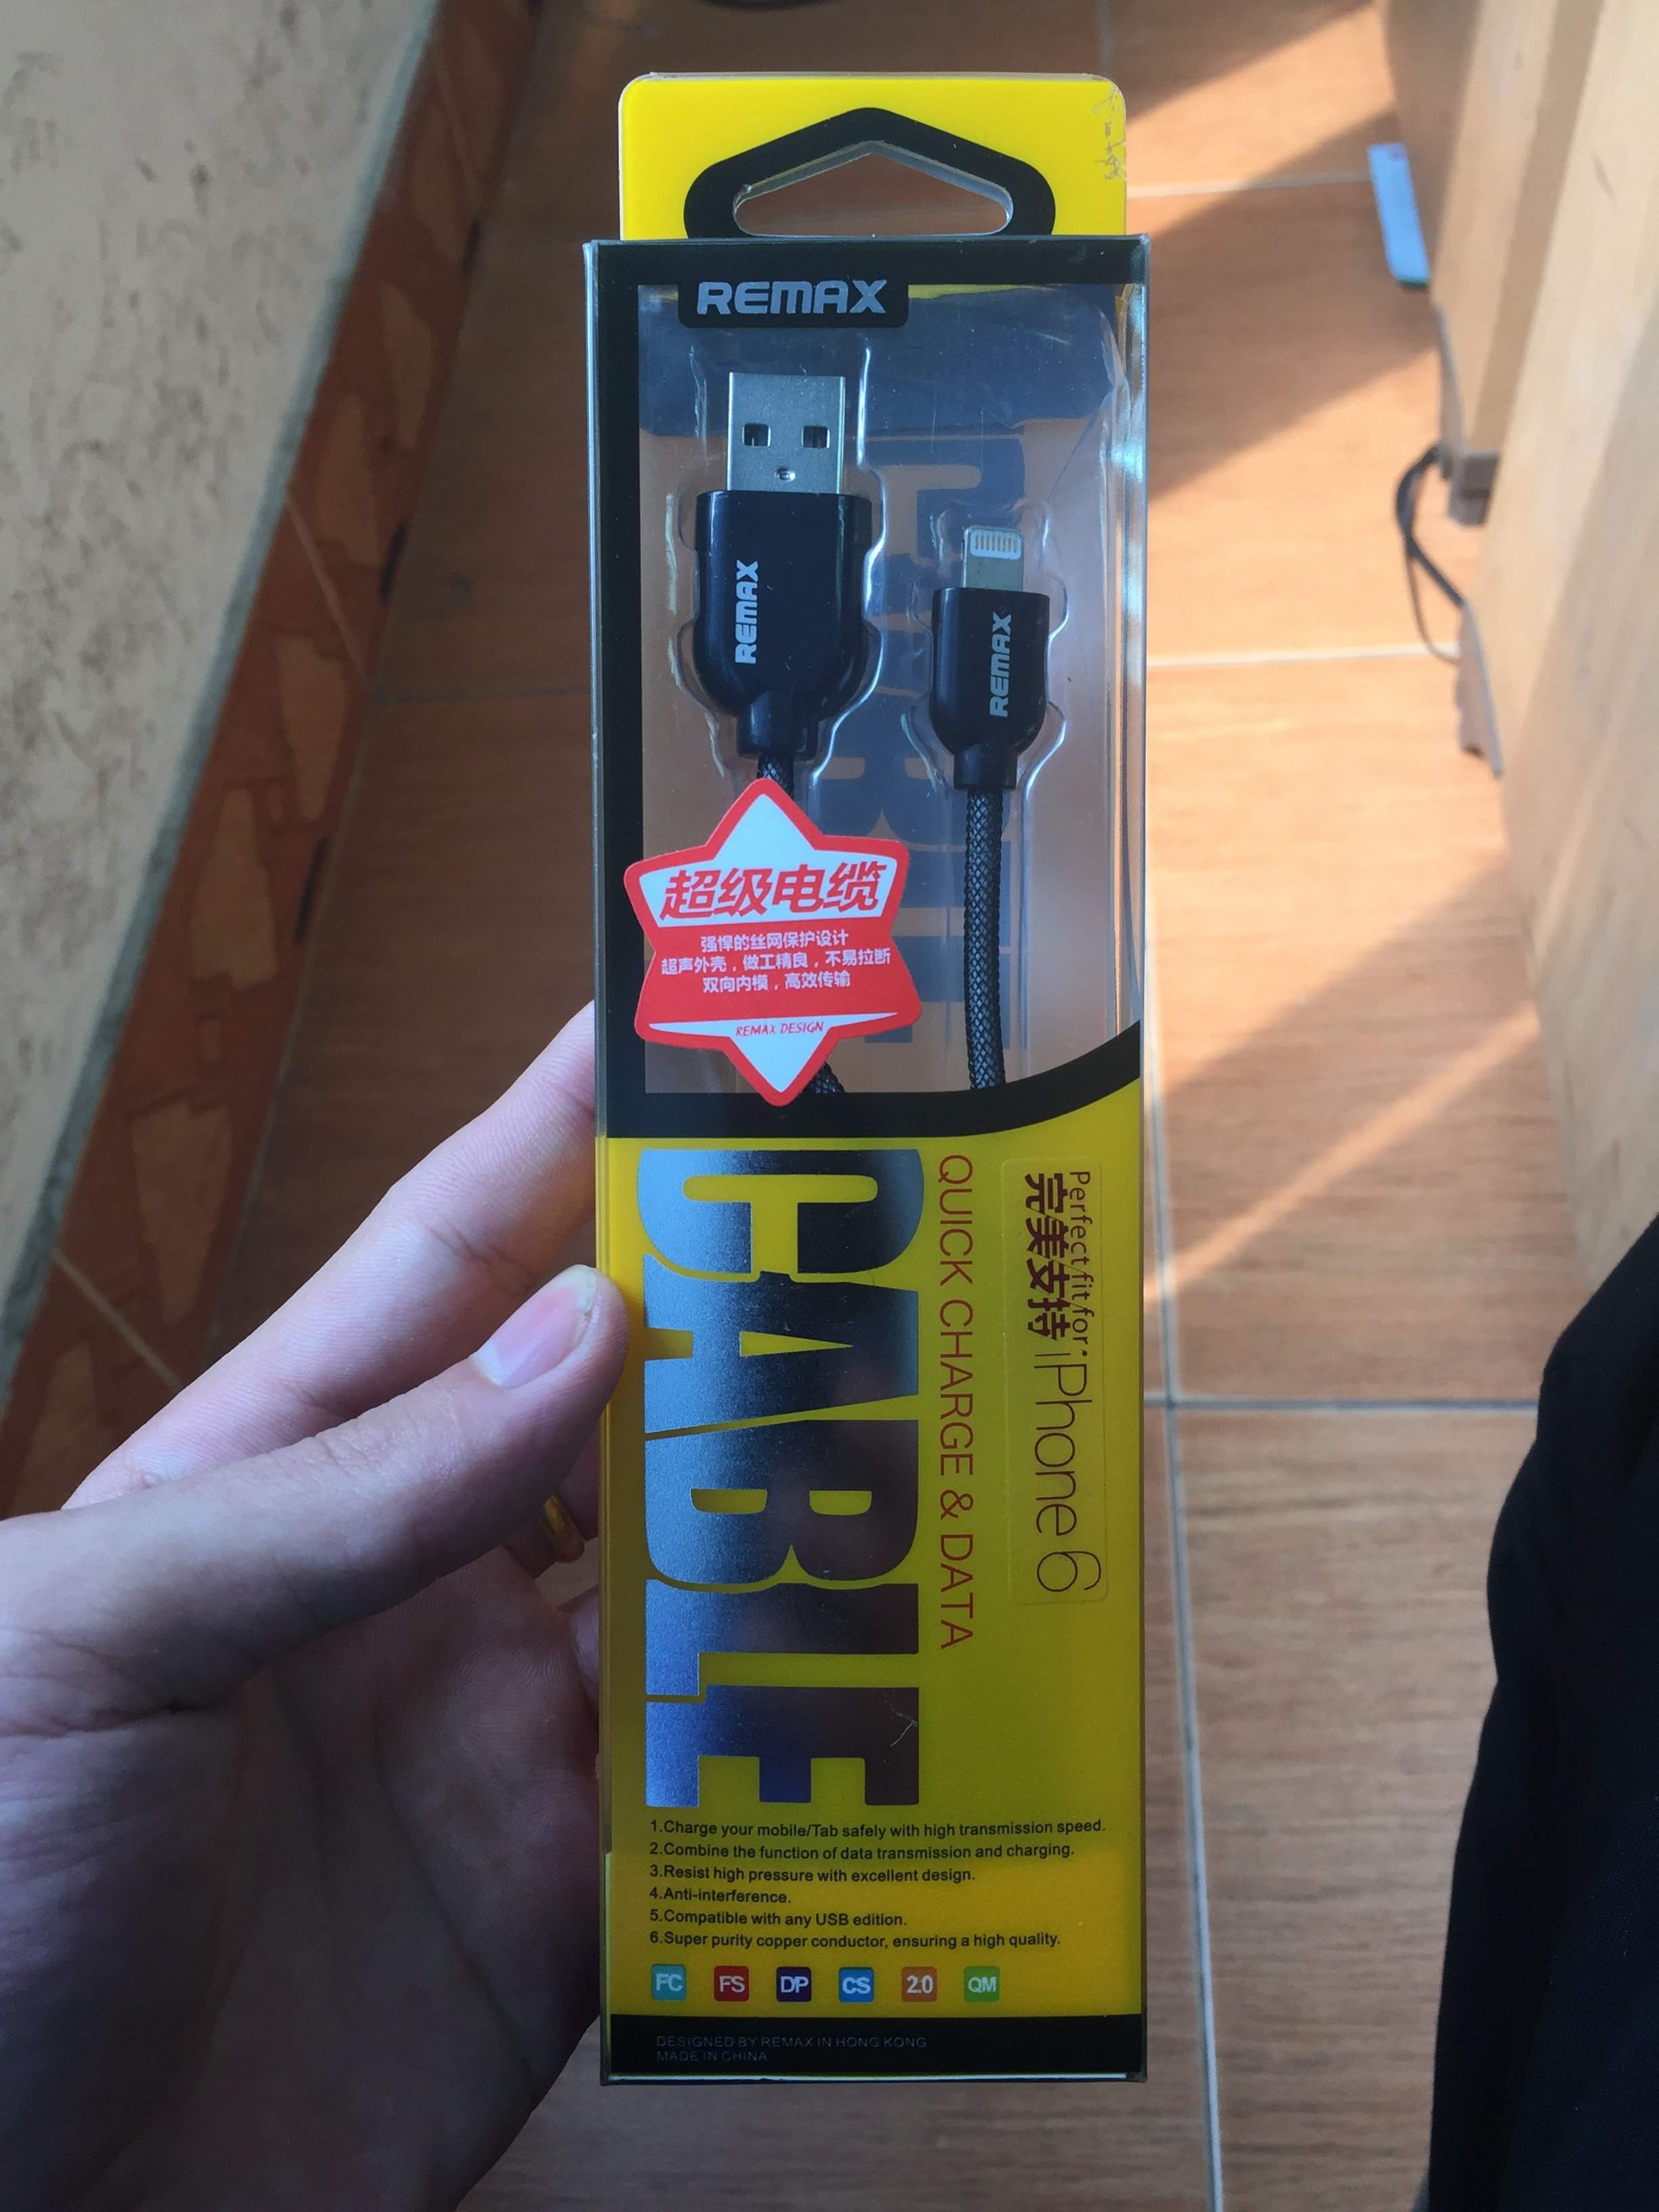 REMAX
REMAX
REMAX
超级电缆
强悍的丝网保护设计
超声外壳，做工精良，不易拉断
双向内模，高效传输
REMAX DESIGN
CABLE
QUICK CHARGE & DATA
Perfect/fit/for:
完美支持 iPhone 6
1.Charge your mobile/Tab safely with high transmission speed.
2.Combine the function of data transmission and charging.
3.Resist high pressure with excellent design.
4.Anti-interference.
5.Compatible with any USB edition.
6.Super purity copper conductor, ensuring a high quality.
FC FS DP CS 2.0 QM
DESIGNED BY REMAX IN HONG KONG
MADE IN CHINA